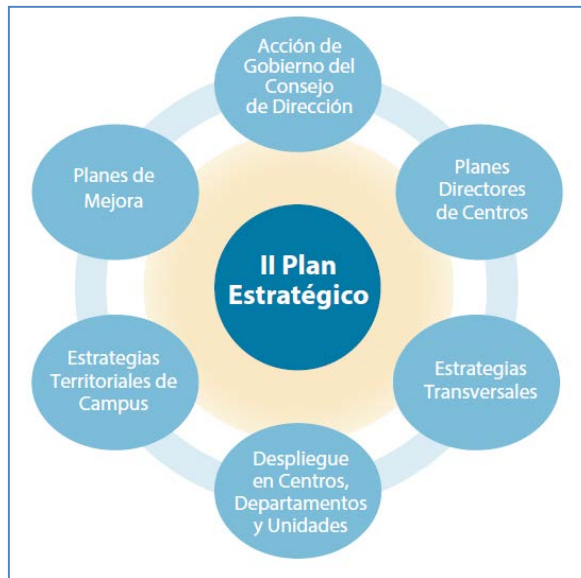 Acción de
Gobierno del
Consejo
de Dirección
Planes de
Mejora
Planes
Directores
de Centros
II Plan
Estratégico
Estrategias
Territoriales de
Campus
Estrategias
Transversales
Despliegue
en Centros,
Departamentos
y Unidades